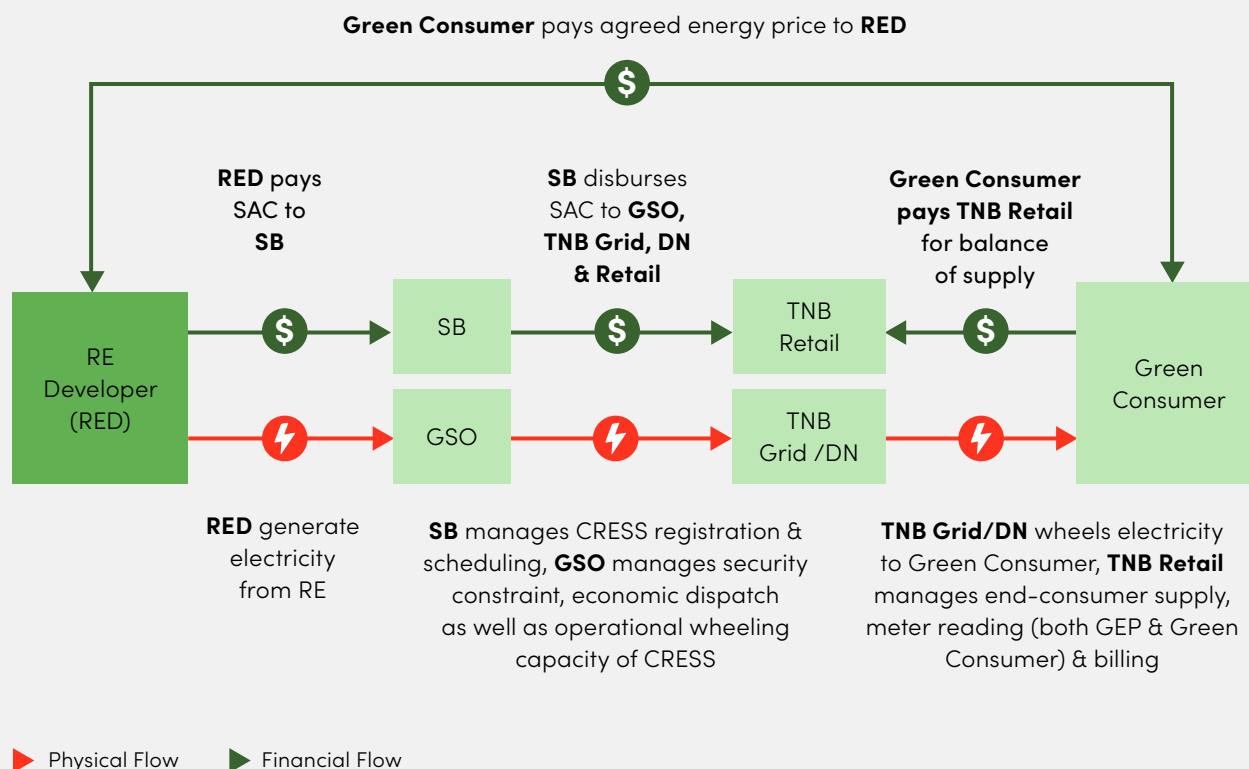 Green Consumer pays agreed energy price to RED
RED pays
SAC to
SB
SB disburses
SAC to GSO,
TNB Grid, DN
& Retail
Green Consumer
pays TNB Retail
for balance
of supply
$
$
$
$
RE
Developer
(RED)
SB
TNB
Retail
Green
Consumer
GSO
TNB
Grid /DN
RED generate
electricity
from RE
SB manages CRESS registration &
scheduling, GSO manages security
constraint, economic dispatch
as well as operational wheeling
capacity of CRESS
TNB Grid/DN wheels electricity
to Green Consumer, TNB Retail
manages end-consumer supply,
meter reading (both GEP & Green
Consumer) & billing
Physical Flow
Financial Flow